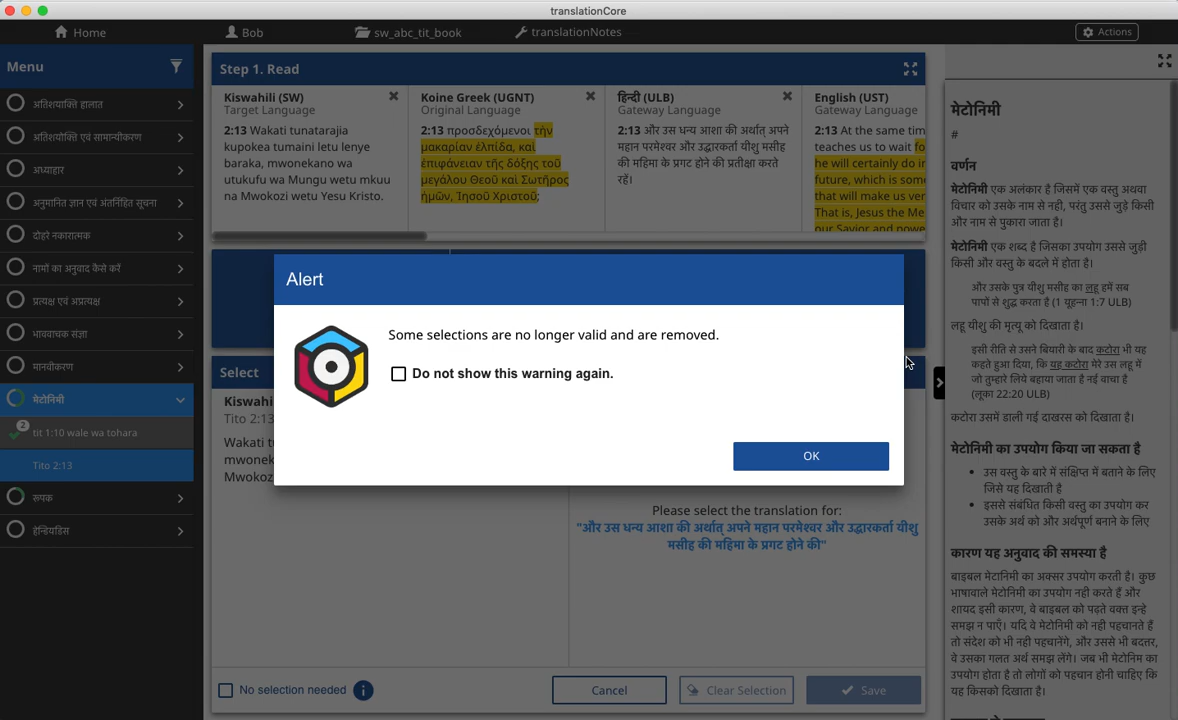 translationCore
Home
Bob
sw_abc_tit_book
translationNotes
Actions
Menu
अतिशयोक्ति हालात
अतिशयोक्ति एवं सामान्यीकरण
अध्याहार
अनुमानित ज्ञान एवं अंतर्निहित सूचना
दोहरे नकारात्मक
नामों का अनुवाद कैसे करें
प्रत्यक्ष एवं अप्रत्यक्ष
भाववाचक संज्ञा
मानवीकरण
मेटोनिमी
2
tit 1:10 wale wa tohara
Tito 2:13
रूपक
हेन्डियडिस
Step 1. Read
Kiswahili (SW)
Target Language
2:13 Wakati tunatarajia
kupokea tumaini letu lenye
baraka, mwonekano wa
utukufu wa Mungu wetu mkuu
na Mwokozi wetu Yesu Kristo.
Koine Greek (UGNT)
Original Language
2:13 προσδεχόμενοι τὴν
μακαρίαν ἐλπίδα, καὶ
ἐπιφάνειαν τῆς δόξης τοῦ
μεγάλου Θεοῦ καὶ Σωτῆρος
ἡμῶν, Ἰησοῦ Χριστοῦ;
हिन्दी (ULB)
Gateway Language
2:13 और उस धन्य आशा की अर्थात् अपने
महान परमेश्वर और उद्धारकर्ता यीशु मसीह
की महिमा के प्रगट होने की प्रतीक्षा करते
रहें।
English (UST)
Gateway Language
2:13 At the same tim
teaches us to wait fo
he will certainly do in
future, which is some
that will make us ver
That is, Jesus the Me
our Savior and powe
Alert
Some selections are no longer valid and are removed.
Do not show this warning again.
OK
Select
Kiswahi
Tito 2:13
Wakati tu
mwonek
Mwokoz
Please select the translation for:
"और उस धन्य आशा की अर्थात् अपने महान परमेश्वर और उद्धारकर्ता यीशु
मसीह की महिमा के प्रगट होने की"
No selection needed
Cancel
Clear Selection
Save
मेटोनिमी
#
वर्णन
मेटोनिमी एक अलंकार है जिसमें एक वस्तु अथवा
विचार को उसके नाम से नही, परंतु उससे जुड़े किसी
और नाम से पुकारा जाता है।
मेटोनिमी एक शब्द है जिसका उपयोग उससे जुड़ी
किसी और वस्तु के बदले में होता है।
और उसके पुत्र यीशु मसीह का लहू हमें सब
पापों से शुद्ध करता है (1 यूहन्ना 1:7 ULB)
लहू यीशु की मृत्यू को दिखाता है।
इसी रीति से उसने बियारी के बाद कटोरा भी यह
कहते हुआ दिया, कि यह कटोरा मेरे उस लहू में
जो तुम्हारे लिये बहाया जाता है नई वाचा है
(लूका 22:20 ULB)
कटोरा उसमें डाली गई दाखरस को दिखाता है।
मेटोनिमी का उपयोग किया जा सकता है
उस वस्तु के बारे में संक्षिप्त में बताने के लिए
जिसे यह दिखाती है
इससे संबंधित किसी वस्तु का उपयोग कर
उसके अर्थ को और अर्थपूर्ण बनाने के लिए
कारण यह अनुवाद की समस्या है
बाइबल मेटानिमी का अक्सर उपयोग करती है। कुछ
भाषावाले मेटोनिमी का उपयोग नही करते हैं और
शायद इसी कारण, वे बाइबल को पढ़ते वक्त इन्हे
समझ न पाएँ। यदि वे मेटोनिमी को नही पहचानते हैं
तो संदेश को भी नही पहचानेंगे, और उससे भी बदत्तर,
वे उसका गलत अर्थ समझ लेंगे। जब भी मेटोनिम का
उपयोग होता है तो लोगों को पहचान होनी चाहिए कि
यह किसको दिखाता है।